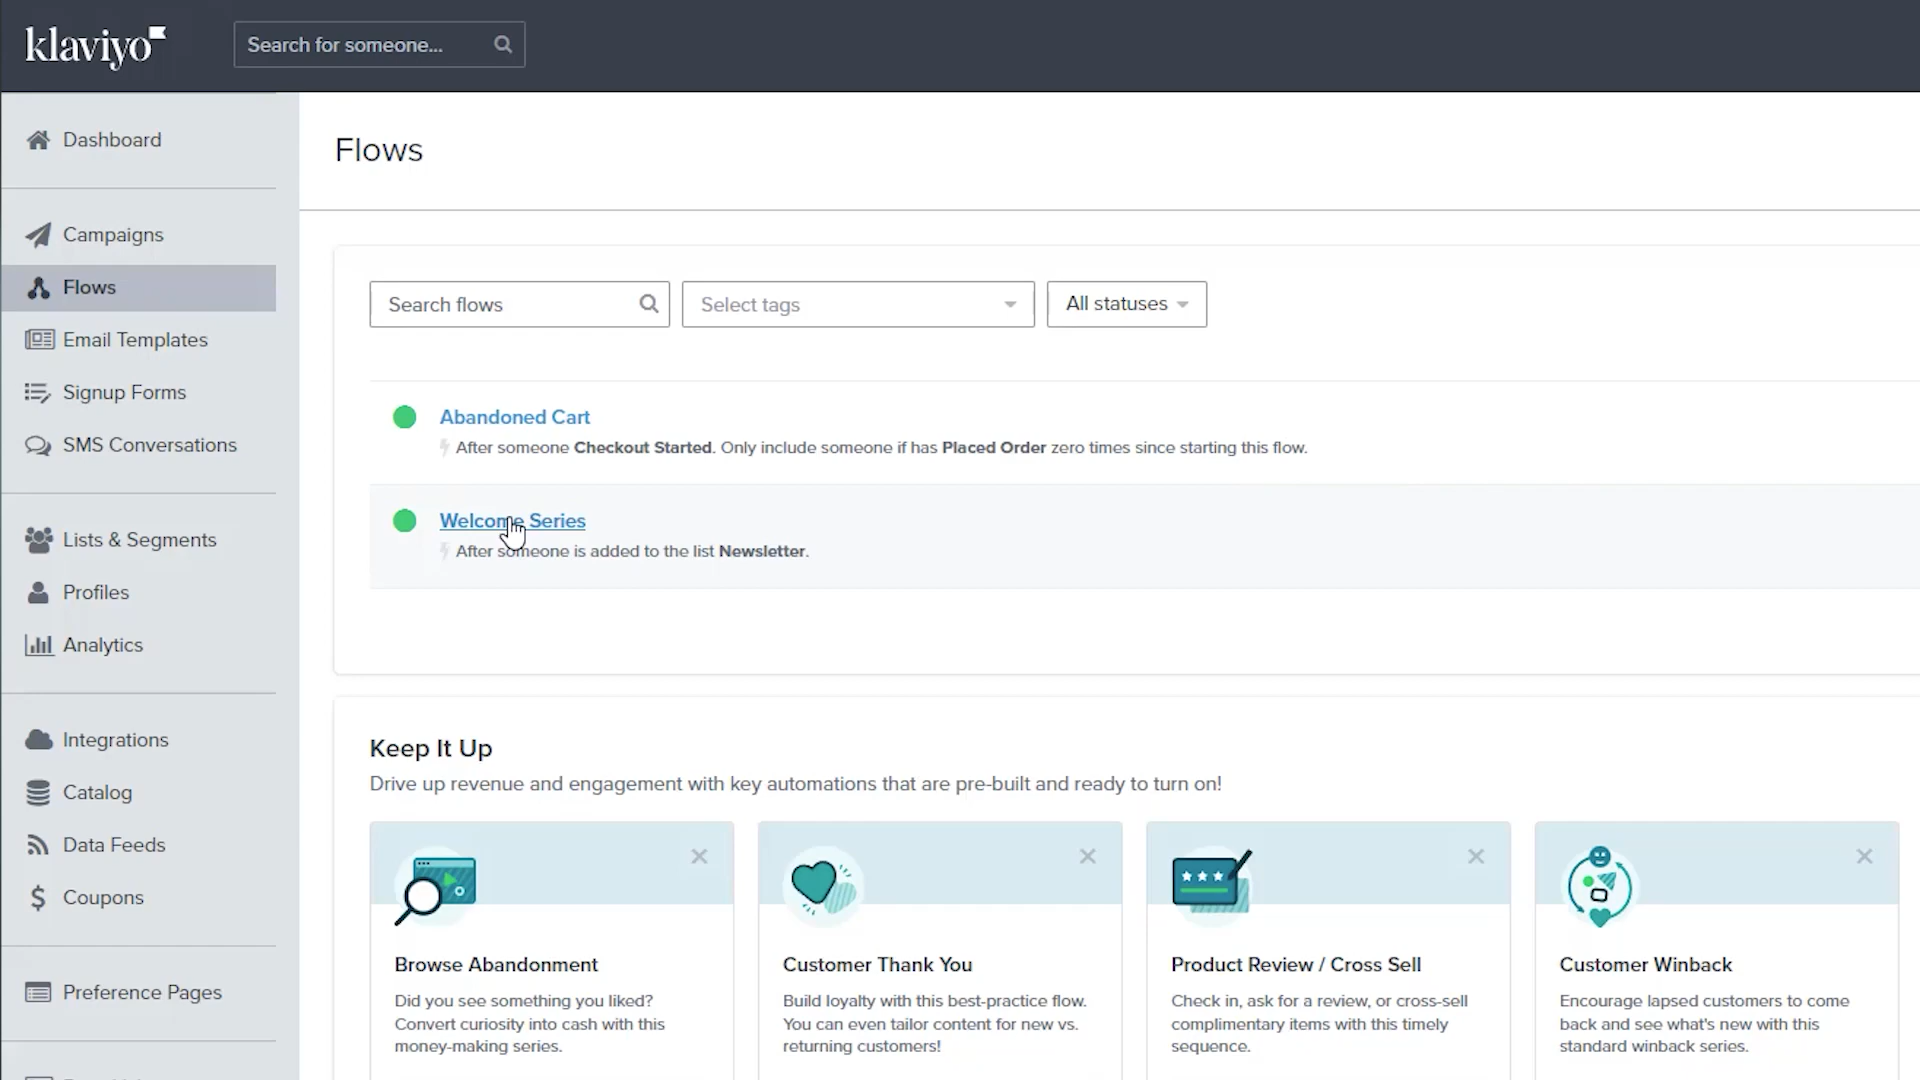 klaviyo
Search for someone...
Dashboard
Campaigns
Flows
Email Templates
Signup Forms
SMS Conversations
Lists & Segments
Profiles
Analytics
Integrations
Catalog
Data Feeds
Coupons
Preference Pages
Flows
Search flows
Select tags
All statuses
Abandoned Cart
After someone Checkout Started. Only include someone if has Placed Order zero times since starting this flow.
Welcome Series
After someone is added to the list Newsletter.
Keep It Up
Drive up revenue and engagement with key automations that are pre-built and ready to turn on!
Browse Abandonment
Did you see something you liked?
Convert curiosity into cash with this
money-making series.
Customer Thank You
Build loyalty with this best-practice flow.
You can even tailor content for new vs.
returning customers!
Product Review / Cross Sell
Check in, ask for a review, or cross-sell
complimentary items with this timely
sequence.
Customer Winback
Encourage lapsed customers to come
back and see what's new with this
standard winback series.